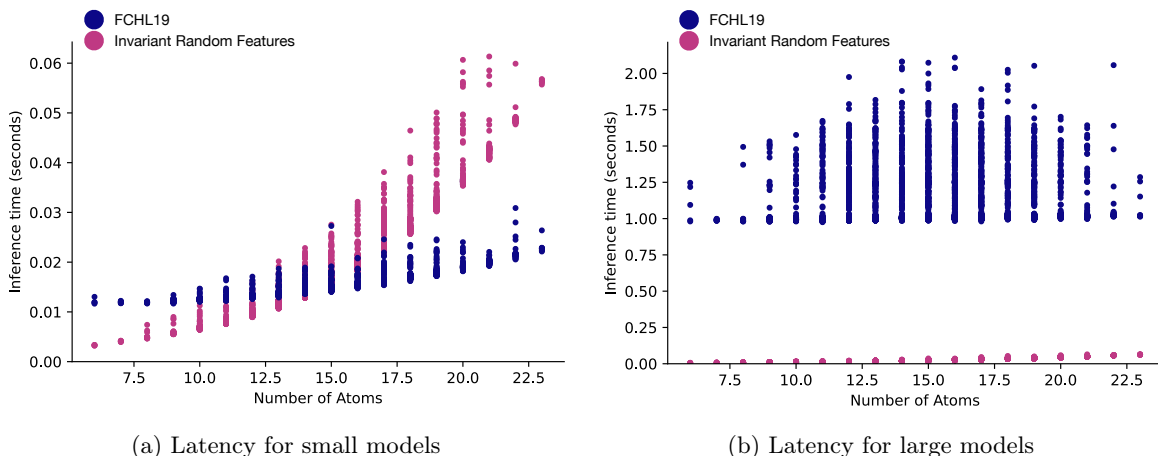 FCHL19
Invariant Random Features
0.06
0.05
0.04
0.03
0.02
0.01
0.00
Inference time (seconds)
7.5 10.0 12.5 15.0 17.5 20.0 22.5
Number of Atoms
(a) Latency for small models
FCHL19
Invariant Random Features
2.00
1.75
1.50
1.25
1.00
0.75
0.50
0.25
0.00
Inference time (seconds)
7.5 10.0 12.5 15.0 17.5 20.0 22.5
Number of Atoms
(b) Latency for large models